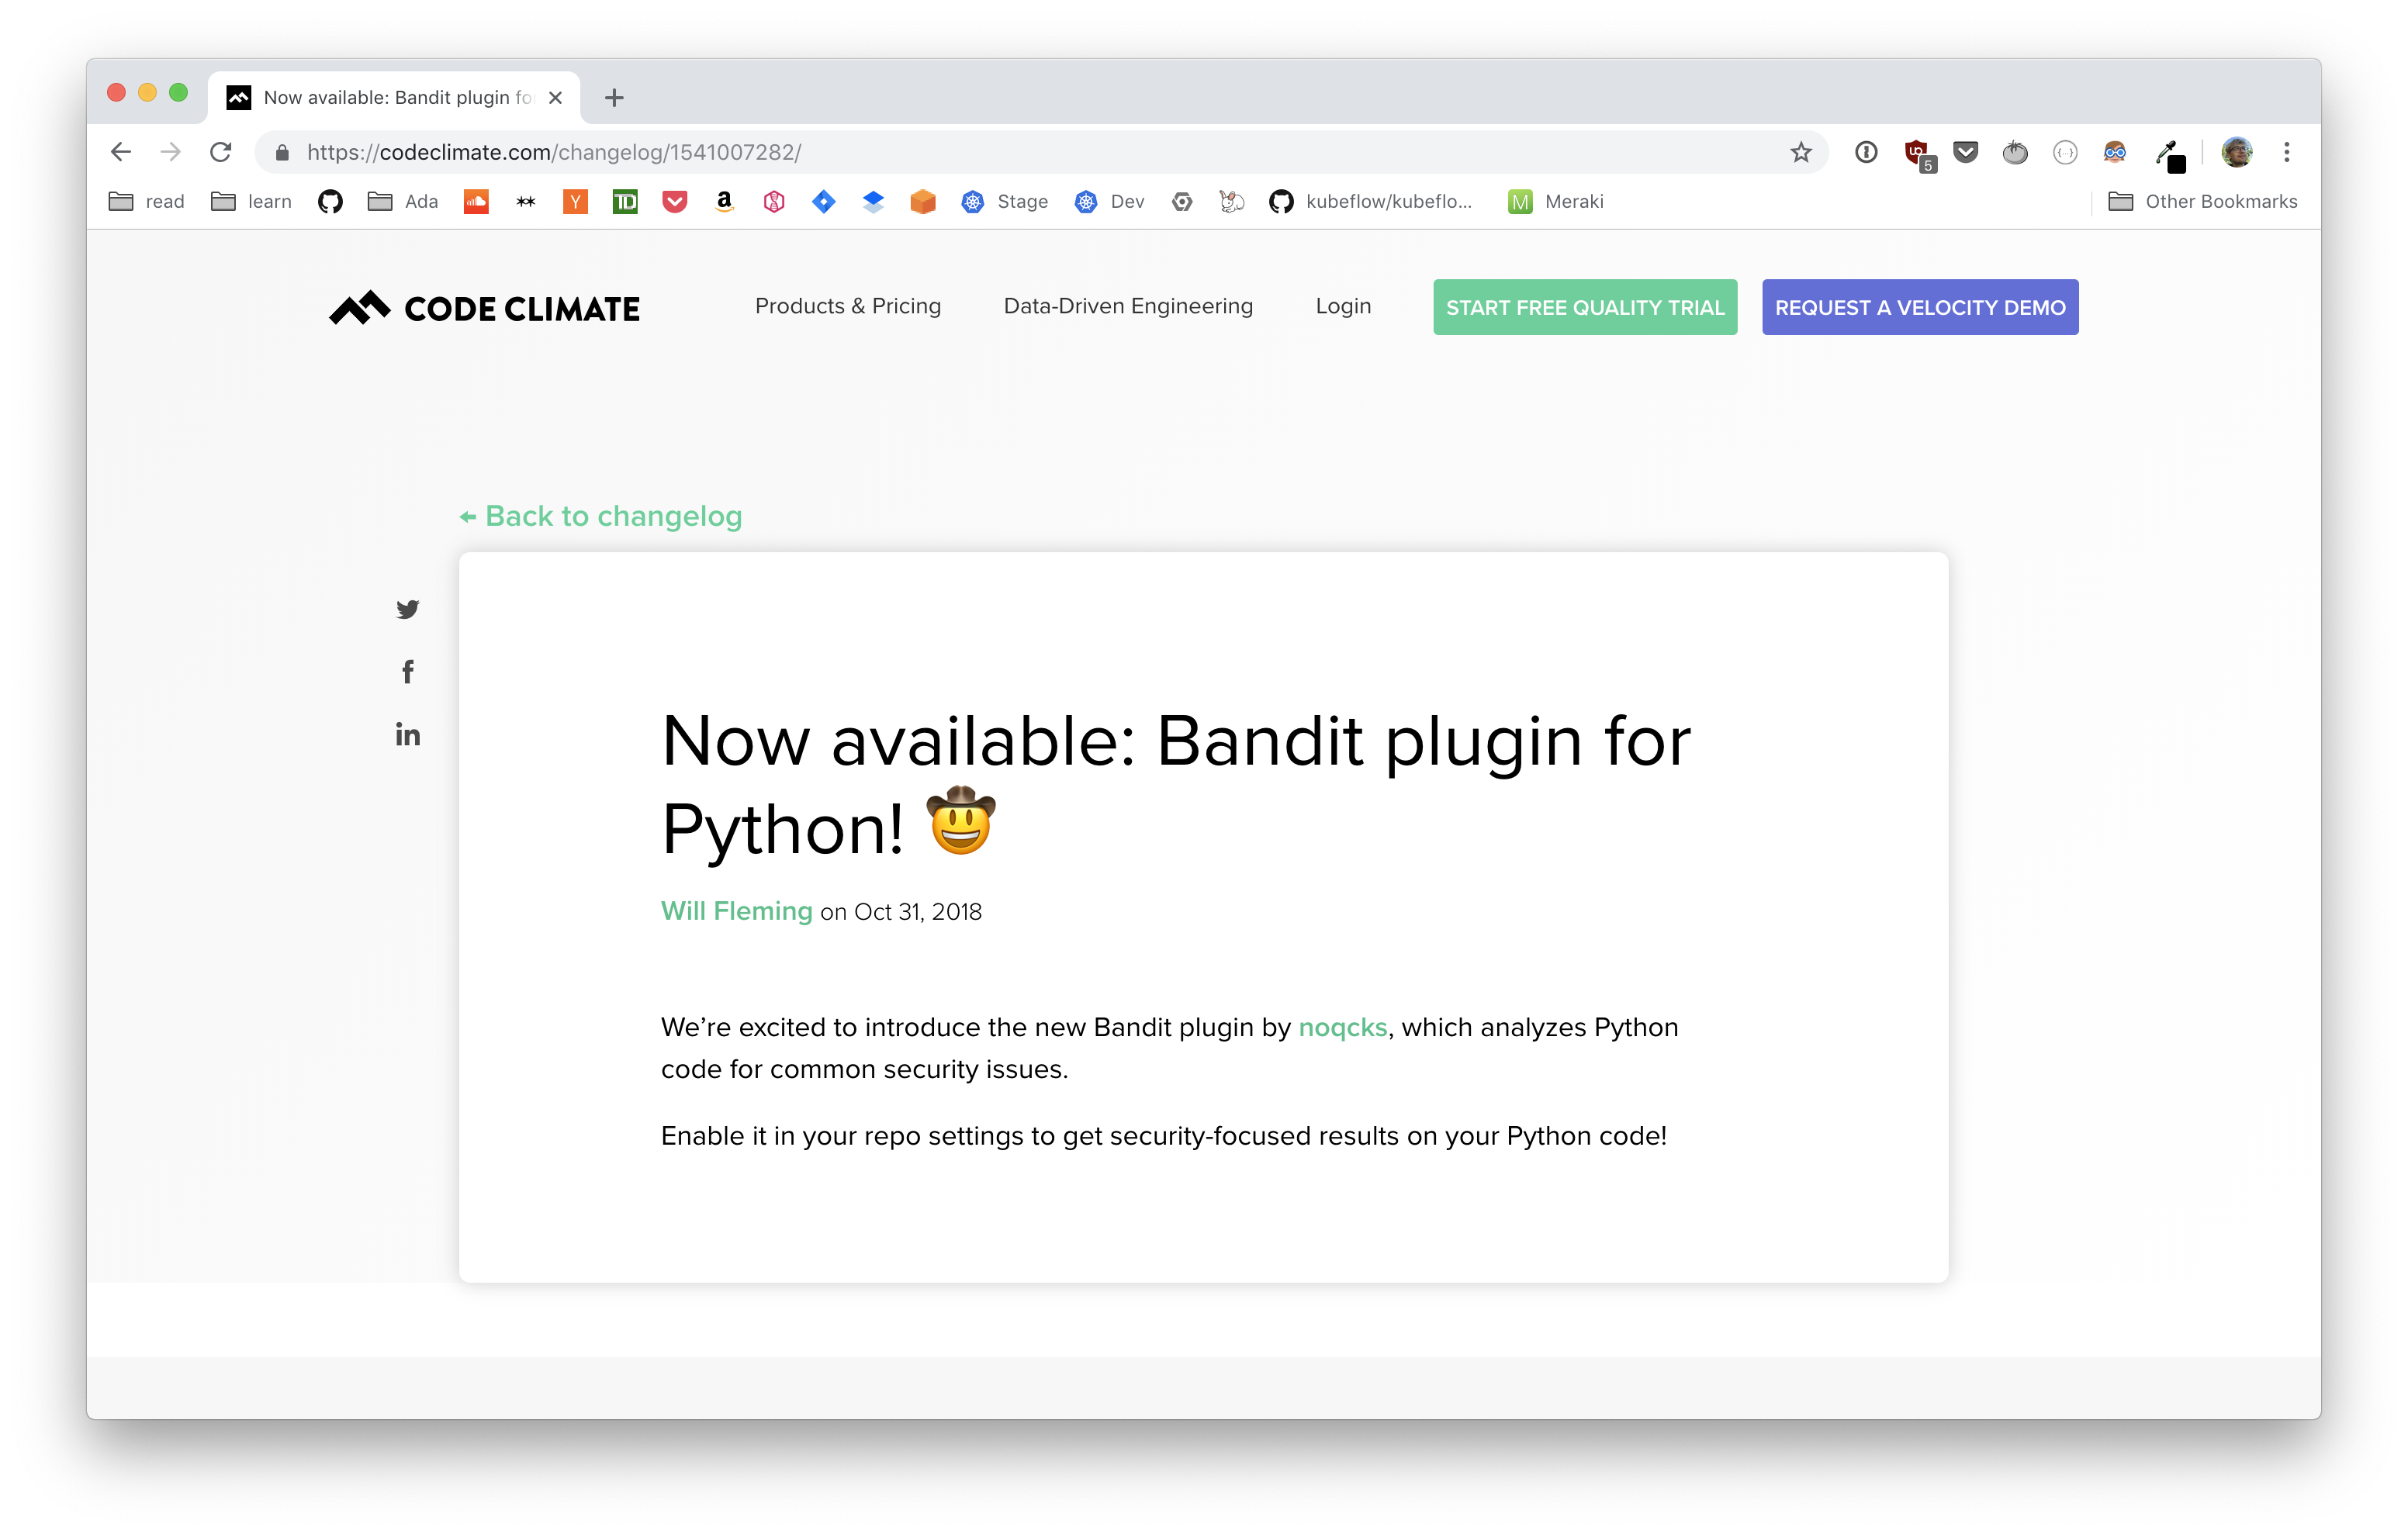 Now available: Bandit plugin fo
https://codeclimate.com/changelog/1541007282/
5
read learn Ada Y TD a Stage Dev kubeflow/kubeflo... M Meraki Other Bookmarks
CODE CLIMATE Products & Pricing Data-Driven Engineering Login START FREE QUALITY TRIAL REQUEST A VELOCITY DEMO
← Back to changelog
f
in
Now available: Bandit plugin for
Python! 🤠
Will Fleming on Oct 31, 2018
We’re excited to introduce the new Bandit plugin by noqcks, which analyzes Python
code for common security issues.
Enable it in your repo settings to get security-focused results on your Python code!